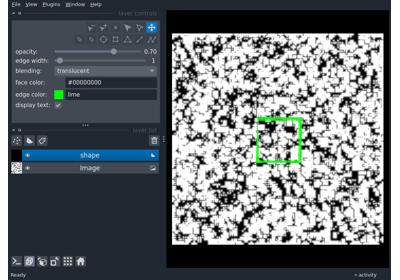 File View Plugins Window Help
layer controls
opacity: 0.70
edge width: 1
blending: translucent
face color: #00000000
edge color: lime
display text:
layer list
shape
Image
Ready
activity